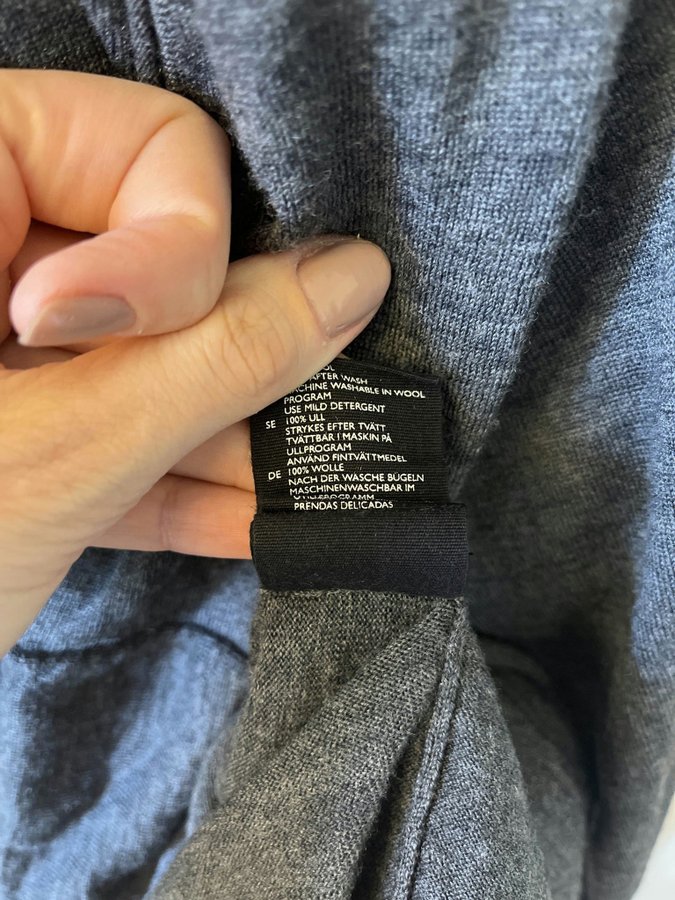 AFTER WASH
MACHINE WASHABLE IN WOOL
PROGRAM
USE MILD DETERGENT
SE 100% ULL
STRYKES EFTER TVÄTT
TVÄTTBAR I MASKIN PÅ
ULLPROGRAM
ANVÄND FINTVÄTTMEDEL
DE 100% WOLLE
NACH DER WÄSCHE BÜGELN
MASCHINENWASCHBAR IM
PRENDAS DELICADAS